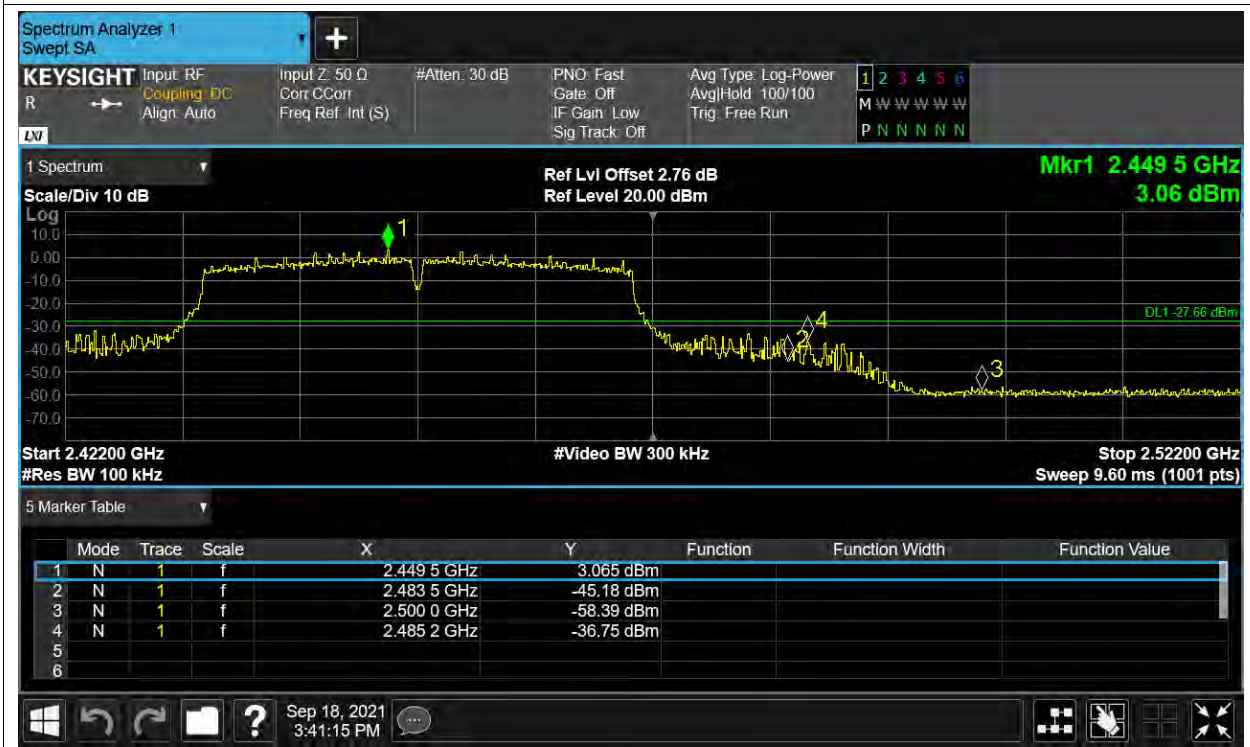 Spectrum Analyzer 1
Swept SA
+
KEYSIGHT Input: RF Input Z: 50 Ω #Atten: 30 dB PNO: Fast Avg Type: Log-Power 1 2 3 4 5 6
R Coupling: DC Corr CCorr Gate: Off Avg|Hold: 100/100 M W W W W W
Align: Auto Freq Ref: Int (S) IF Gain: Low Trig: Free Run
LXI Sig Track: Off P N N N N N
1 Spectrum Ref Lvl Offset 2.76 dB Mkr1 2.449 5 GHz
Scale/Div 10 dB Ref Level 20.00 dBm 3.06 dBm
Log
10.0
0.00
-10.0
-20.0
-30.0
-40.0
-50.0
-60.0
-70.0
1
DL1 -27.66 dBm
4
2
3
Start 2.42200 GHz #Video BW 300 kHz Stop 2.52200 GHz
#Res BW 100 kHz Sweep 9.60 ms (1001 pts)
5 Marker Table
Mode Trace Scale X Y Function Function Width Function Value
1 N 1 f 2.449 5 GHz 3.065 dBm
2 N 1 f 2.483 5 GHz -45.18 dBm
3 N 1 f 2.500 0 GHz -58.39 dBm
4 N 1 f 2.485 2 GHz -36.75 dBm
5
6
? Sep 18, 2021
3:41:15 PM